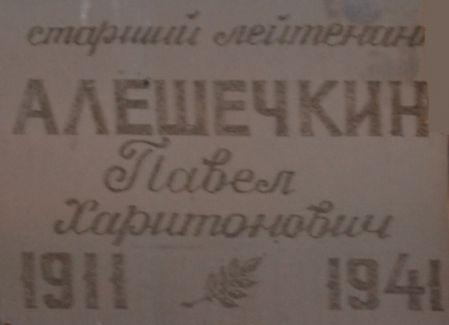 старший лейтенант
АЛЕШЕЧКИН
Павел
Харитонович
1911 1941